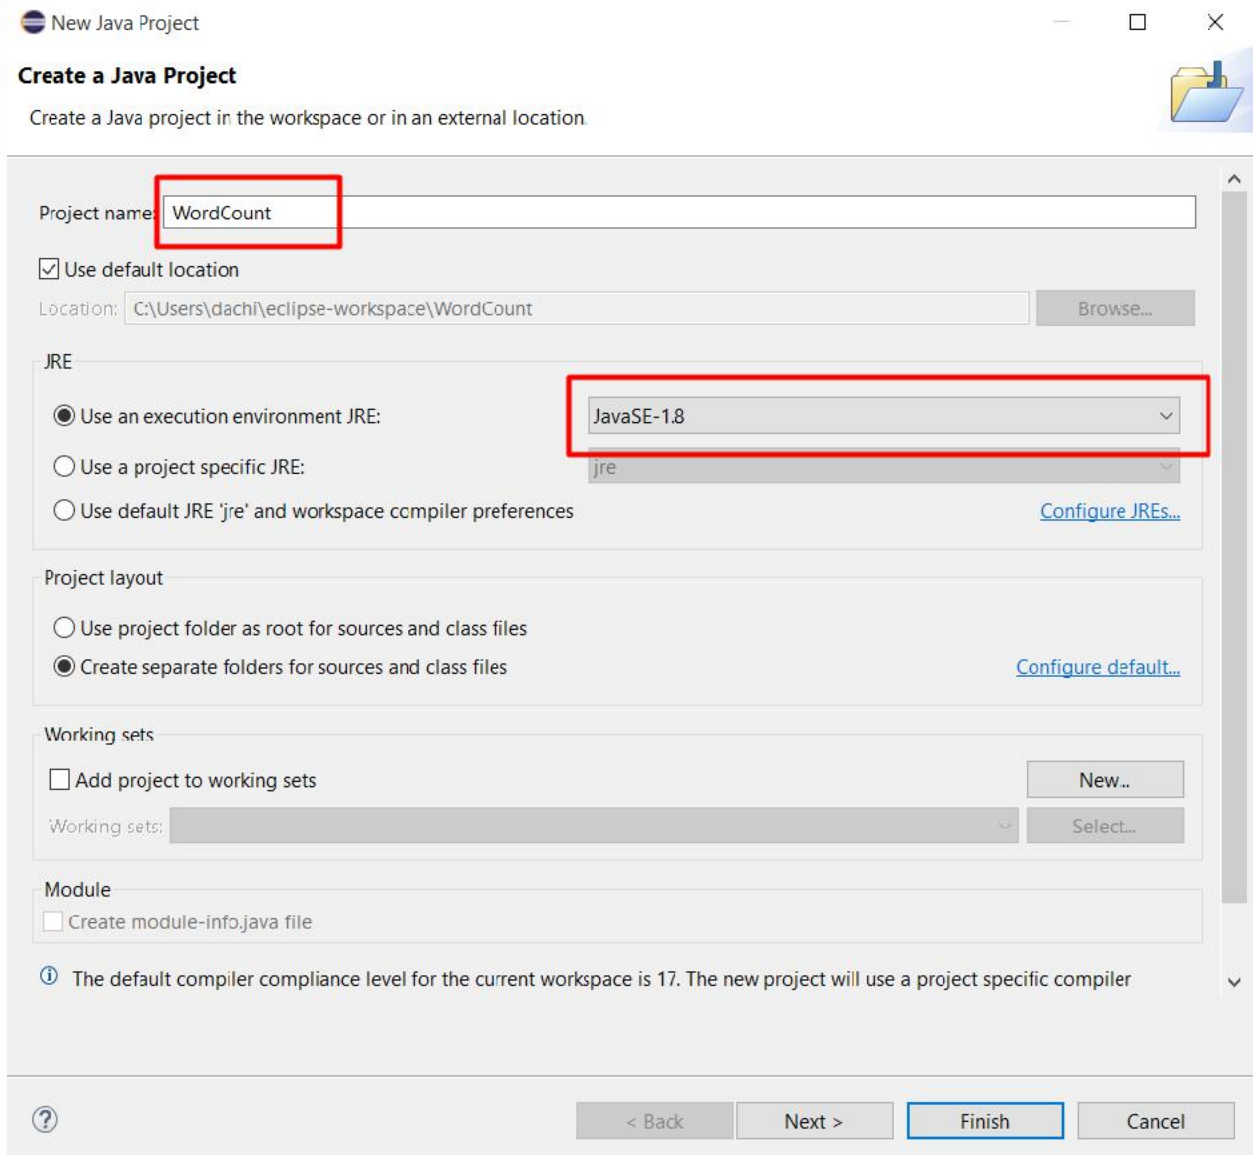 New Java Project
Create a Java Project
Create a Java project in the workspace or in an external location.
Project name: WordCount
Use default location
Location: C:\Users\dachi\eclipse-workspace\WordCount Browse...
JRE
Use an execution environment JRE: JavaSE-1.8
Use a project specific JRE: jre
Use default JRE 'jre' and workspace compiler preferences Configure JREs...
Project layout
Use project folder as root for sources and class files
Create separate folders for sources and class files Configure default...
Working sets
Add project to working sets New...
Working sets: Select...
Module
Create module-info.java file
The default compiler compliance level for the current workspace is 17. The new project will use a project specific compiler
? < Back Next > Finish Cancel